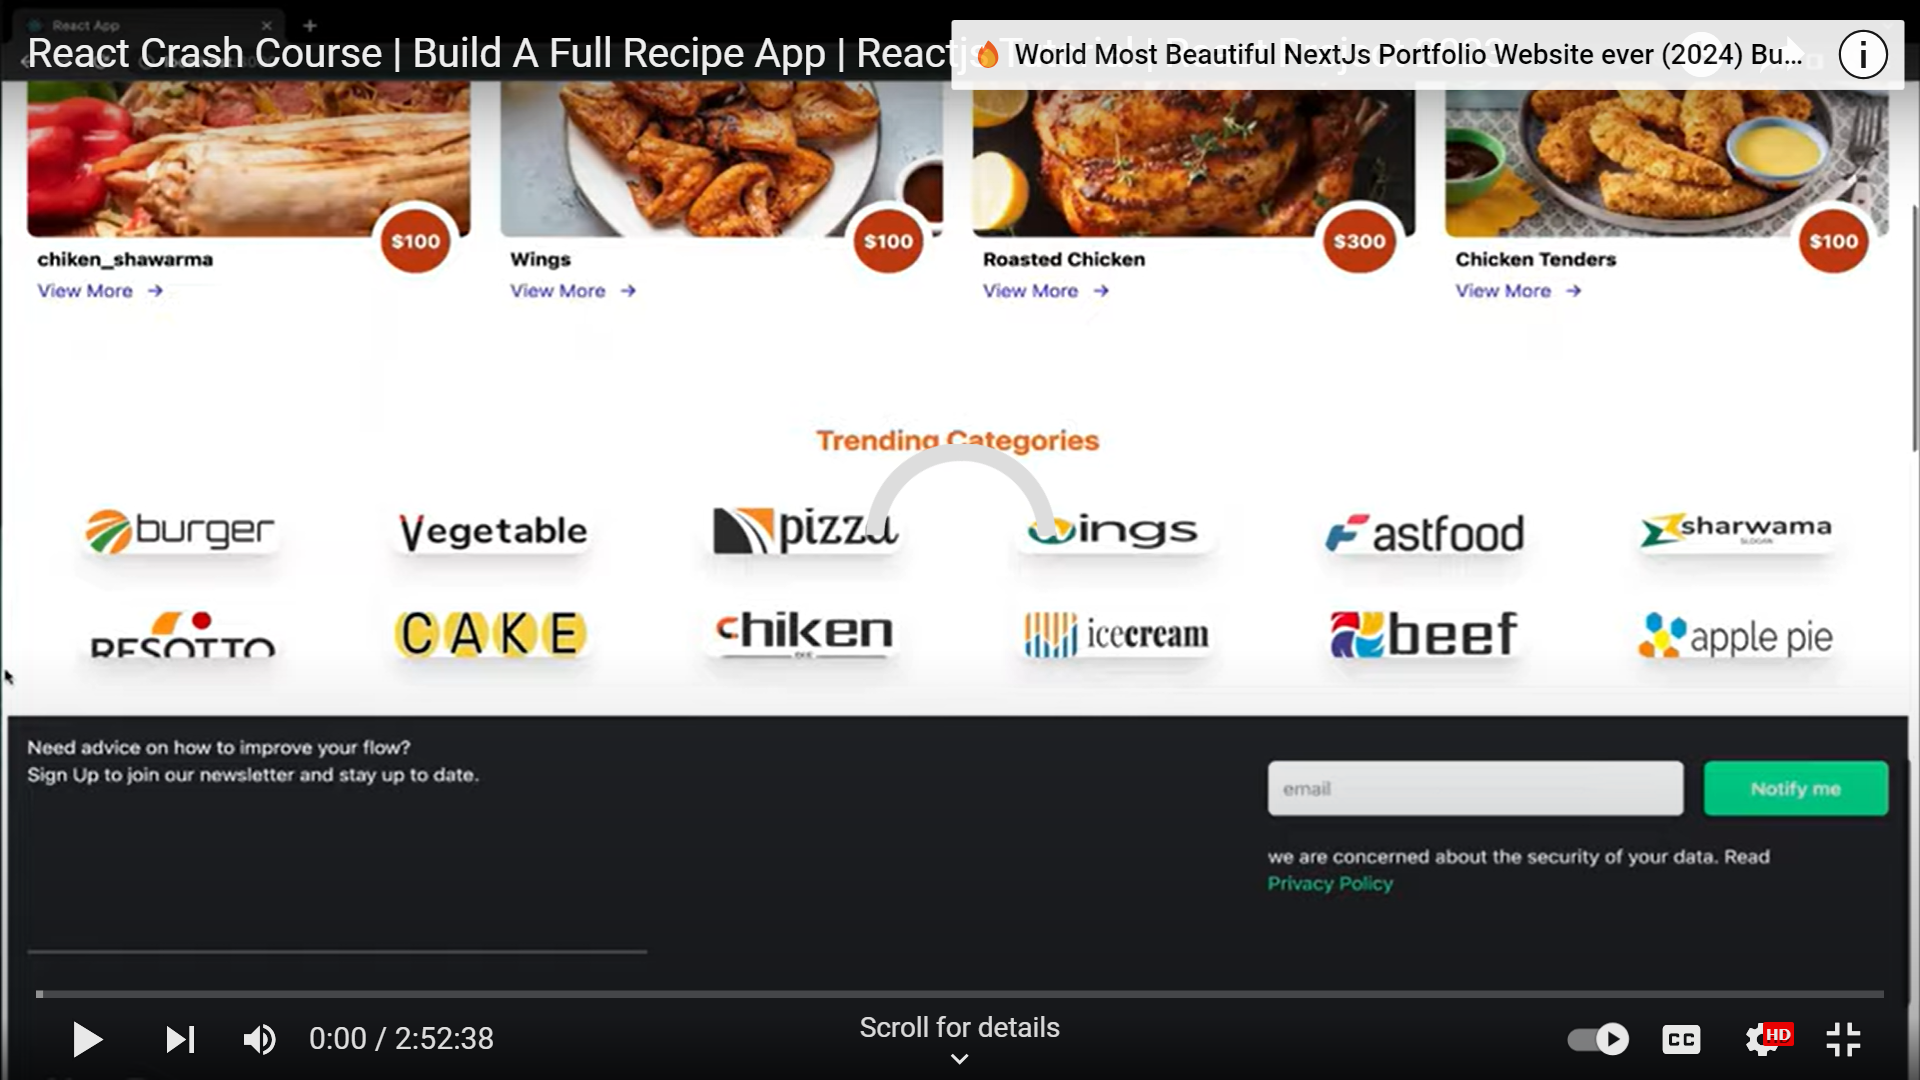 React App
React Crash Course | Build A Full Recipe App | Reactjs
World Most Beautiful NextJs Portfolio Website ever (2024) Bu...
$100
$100
$300
$100
chiken_shawarma
Wings
Roasted Chicken
Chicken Tenders
View More →
View More →
View More →
View More →
Trending Categories
burger
Vegetable
pizza
wings
Fastfood
sharwama
SLOGAN
RESOTTO
CAKE
chiken
icecream
beef
apple pie
Need advice on how to improve your flow?
Sign Up to join our newsletter and stay up to date.
email
Notify me
we are concerned about the security of your data. Read
Privacy Policy
0:00 / 2:52:38
Scroll for details
CC
HD